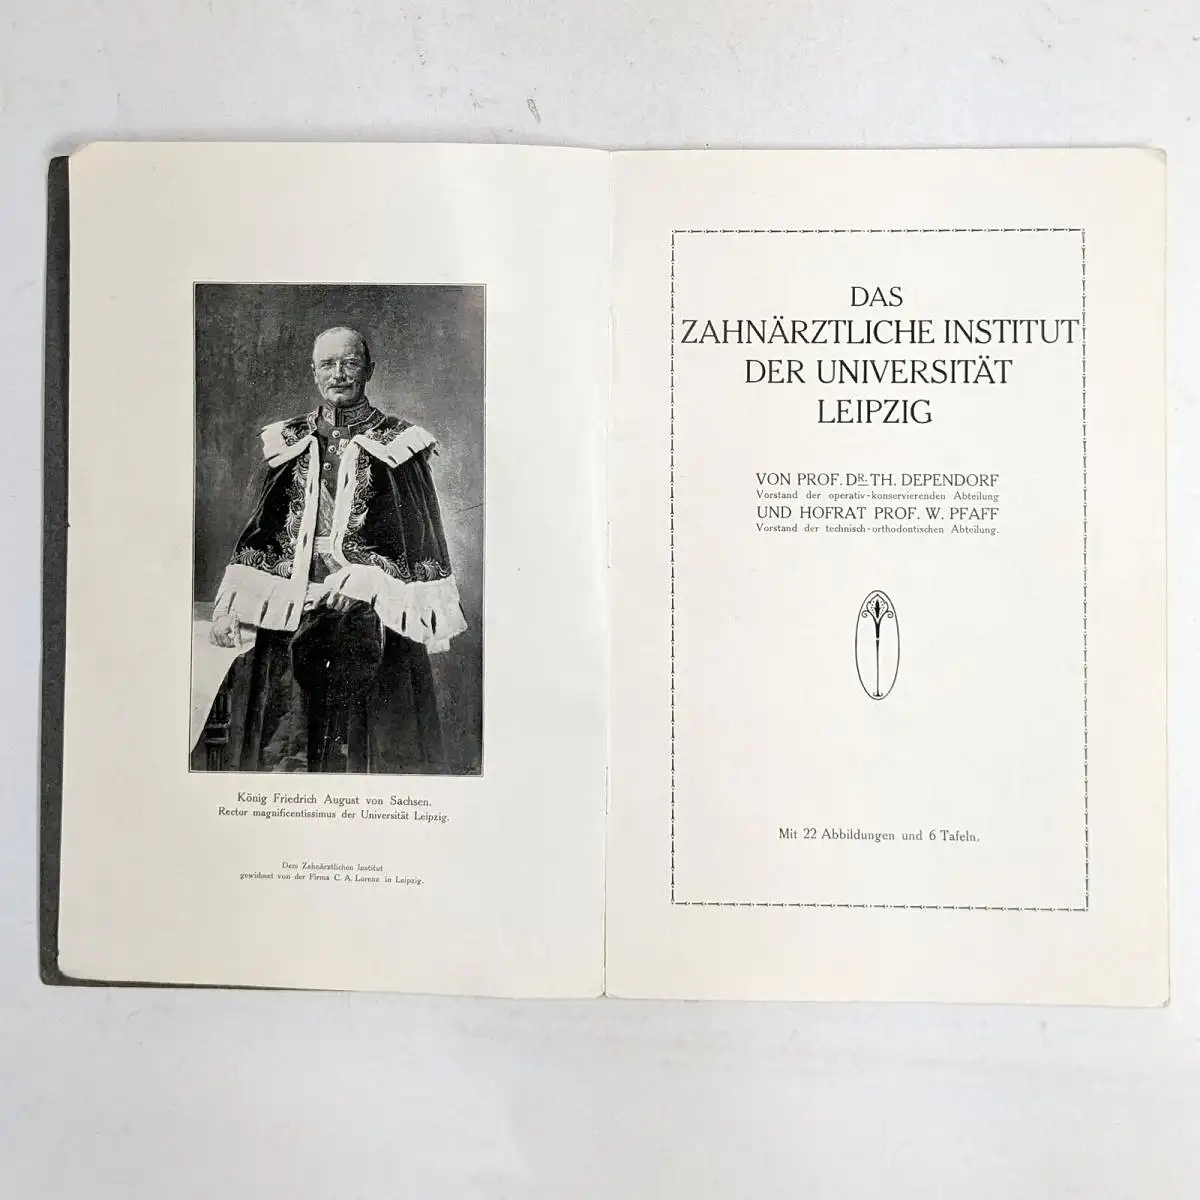 König Friedrich August von Sachsen.
Rector magnificentissimus der Universität Leipzig.
Dem Zahnärztlichen Institut
gewidmet von der Firma C. A. Lorenz in Leipzig.
DAS
ZAHNÄRZTLICHE INSTITUT
DER UNIVERSITÄT
LEIPZIG
VON PROF. DR. TH. DEPENDORF
Vorstand der operativ-konservierenden Abteilung
UND HOFRAT PROF. W. PFAFF
Vorstand der technisch-orthodontischen Abteilung.
Mit 22 Abbildungen und 6 Tafeln.